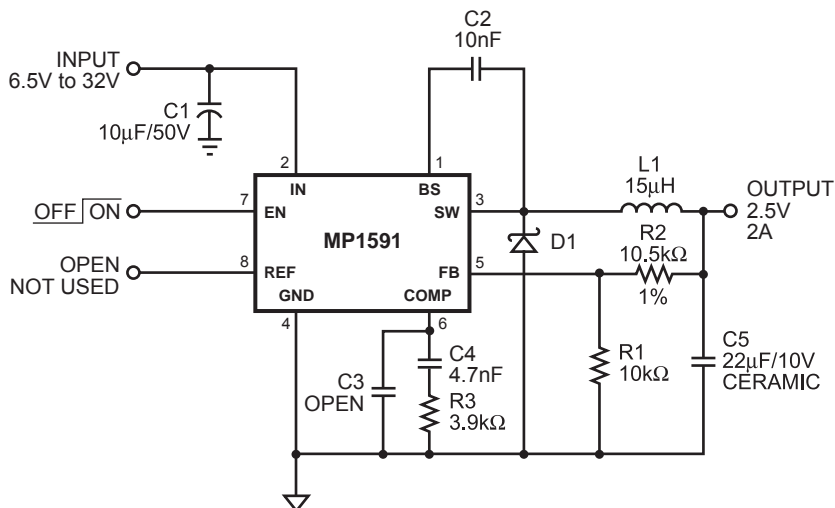 C2
10nF
INPUT
6.5V to 32V
C1
10µF/50V
2
1
IN
BS
L1
15µH
OUTPUT
2.5V
2A
OFF ON
7
EN
SW
3
MP1591
D1
R2
10.5kΩ
1%
OPEN
NOT USED
8
REF
FB
5
GND
COMP
4
6
C3
OPEN
C4
4.7nF
R3
3.9kΩ
R1
10kΩ
C5
22µF/10V
CERAMIC